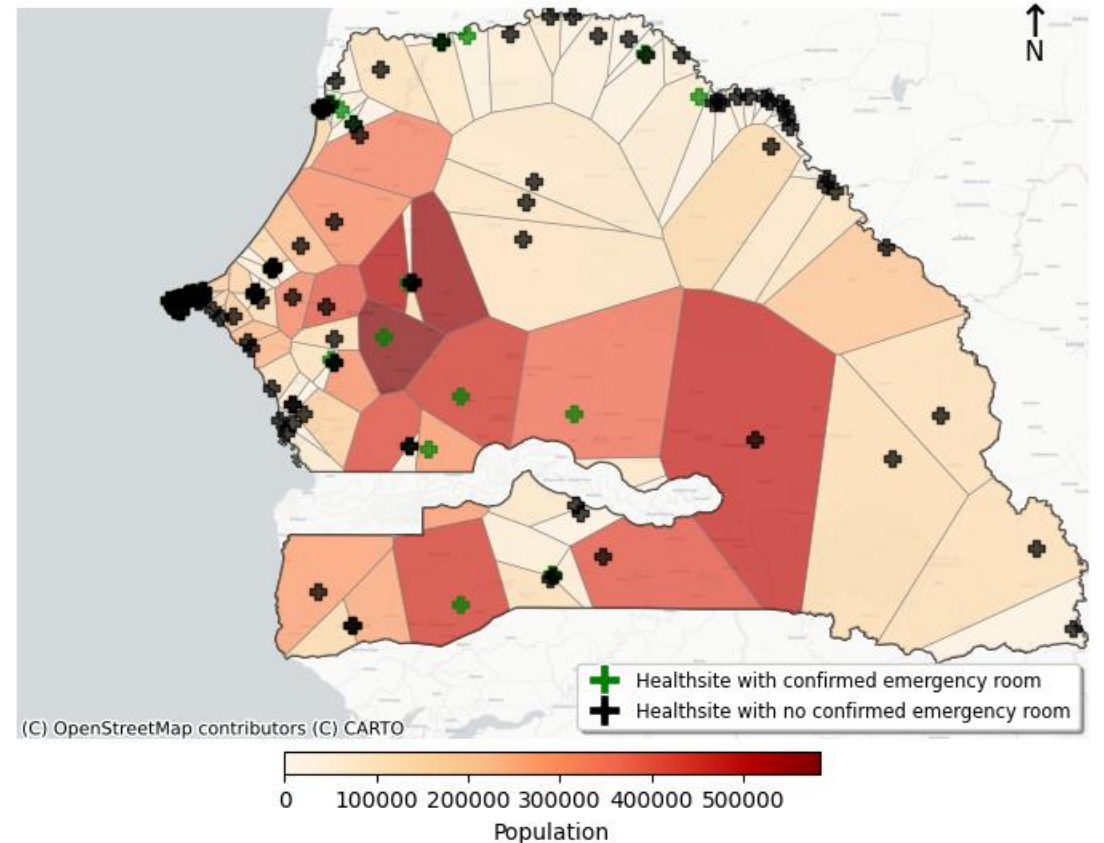 N
Healthsite with confirmed emergency room
Healthsite with no confirmed emergency room
(C) OpenStreetMap contributors (C) CARTO
0 100000 200000 300000 400000 500000
Population